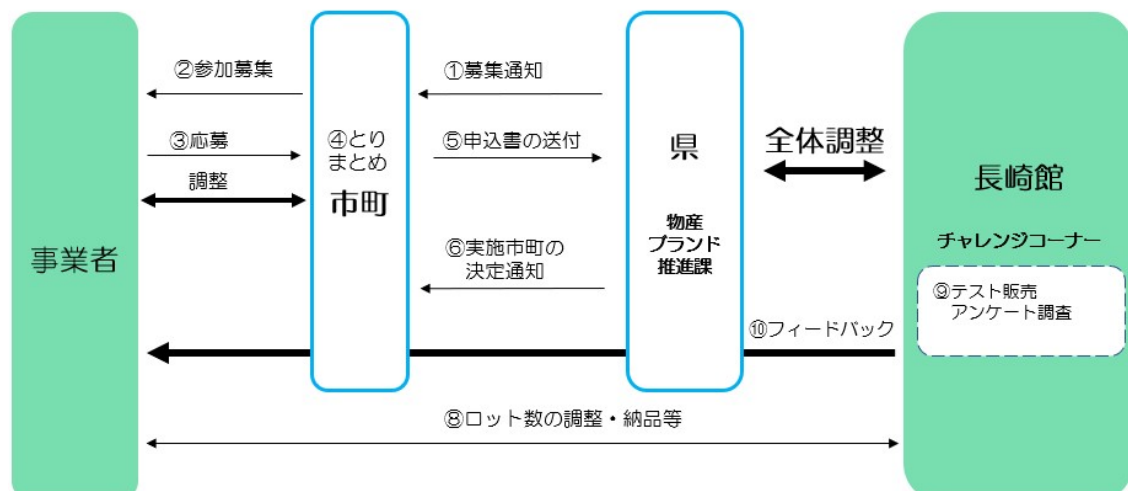 ②参加募集
①募集通知
③応募
④とり
まとめ
⑤申込書の送付
調整
市町
県
全体調整
長崎館
物産
ブランド
推進課
チャレンジコーナー
事業者
⑥実施市町の
決定通知
⑨テスト販売
アンケート調査
⑩フィードバック
⑧ロット数の調整・納品等